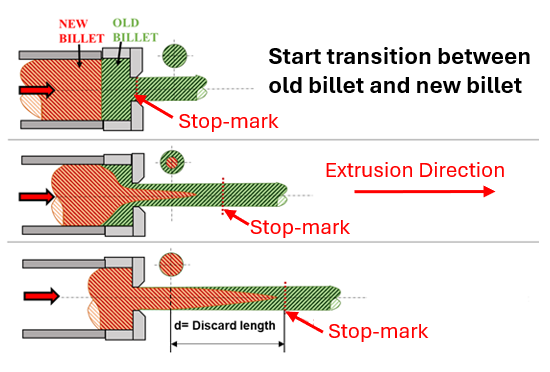 NEW
BILLET
OLD
BILLET
Start transition between
old billet and new billet
Stop-mark
Extrusion Direction
Stop-mark
d= Discard length
Stop-mark